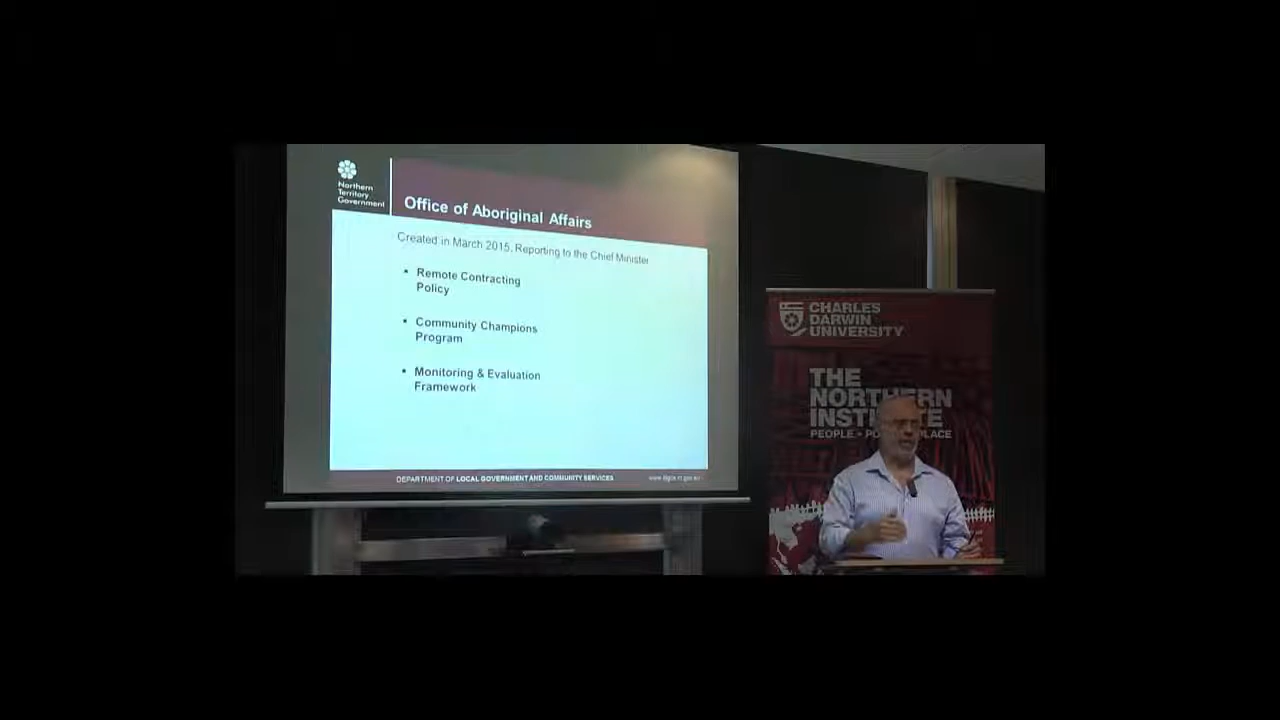 Northern
Territory
Government
Office of Aboriginal Affairs
Created in March 2015, Reporting to the Chief Minister
▪ Remote Contracting
Policy
▪ Community Champions
Program
▪ Monitoring & Evaluation
Framework
DEPARTMENT OF LOCAL GOVERNMENT AND COMMUNITY SERVICES
CHARLES
DARWIN
UNIVERSITY
THE
NORTHERN
PEOPLE